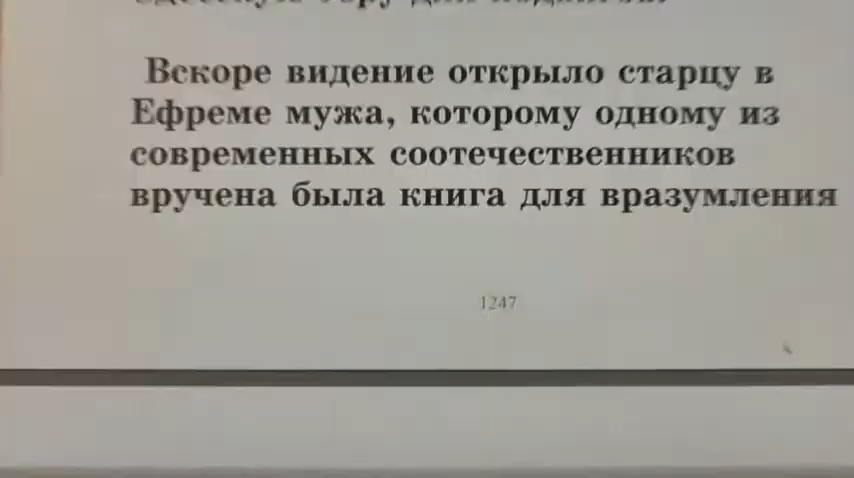 Вскоре видение открыло старцу в
Ефреме мужа, которому одному из
современных соотечественников
вручена была книга для вразумления
1247